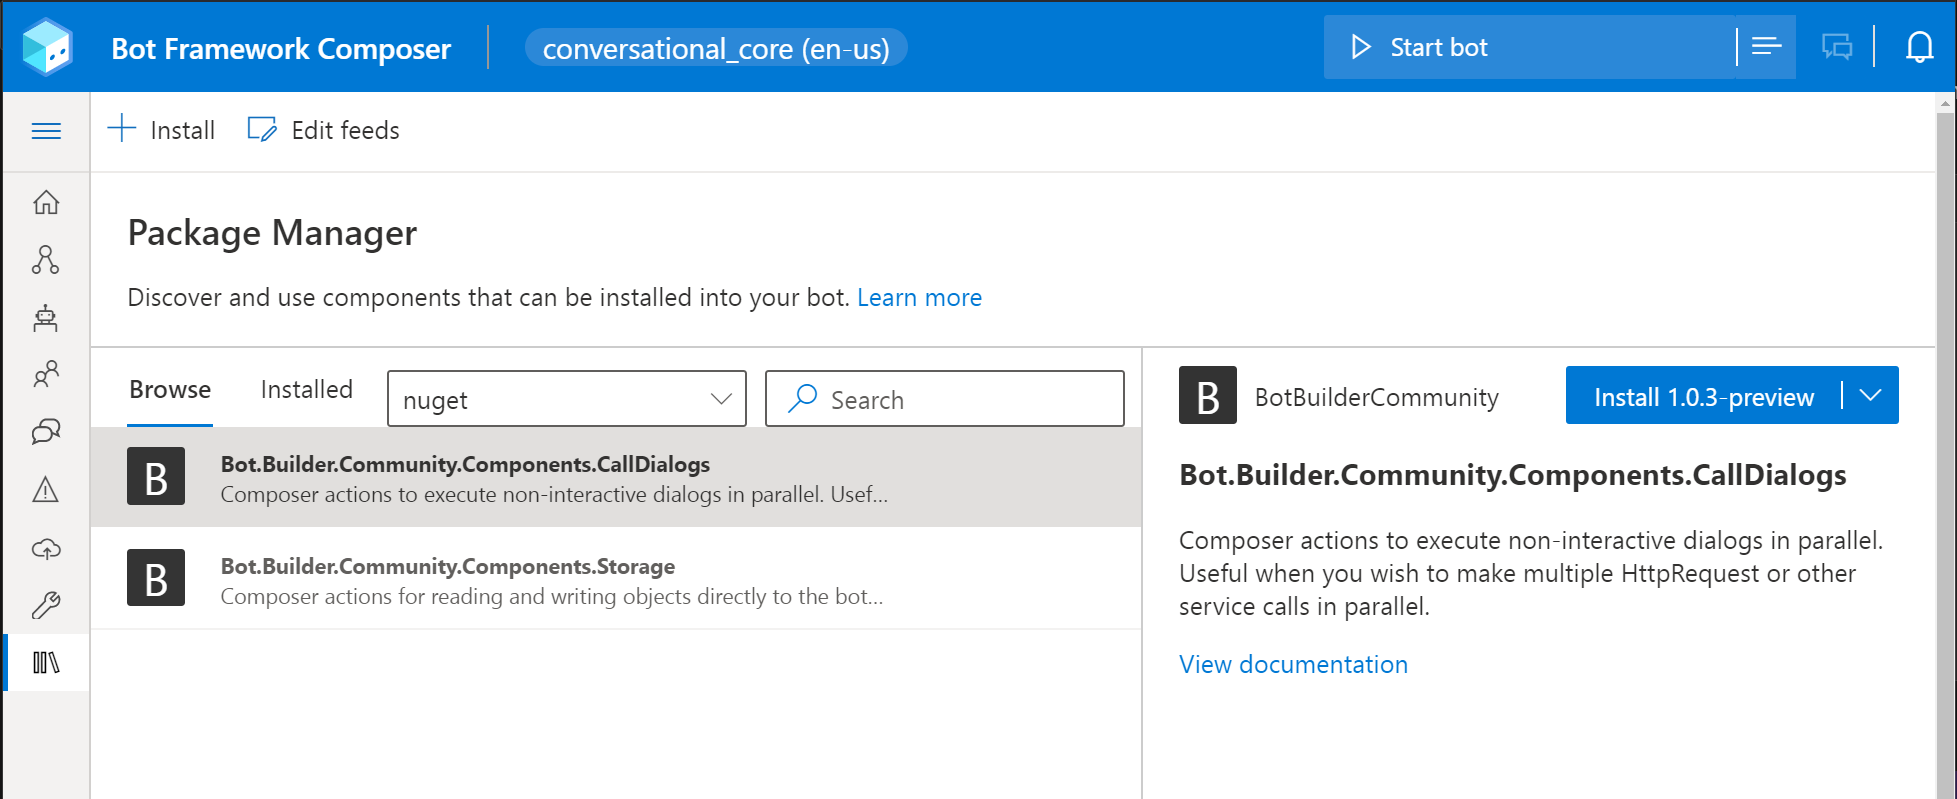 Bot Framework Composer
conversational_core (en-us)
Start bot
Install
Edit feeds
Package Manager
Discover and use components that can be installed into your bot. Learn more
Browse
Installed
nuget
Search
B
Bot.Builder.Community.Components.CallDialogs
Composer actions to execute non-interactive dialogs in parallel. Usef...
B
Bot.Builder.Community.Components.Storage
Composer actions for reading and writing objects directly to the bot...
B
BotBuilderCommunity
Install 1.0.3-preview
Bot.Builder.Community.Components.CallDialogs
Composer actions to execute non-interactive dialogs in parallel.
Useful when you wish to make multiple HttpRequest or other
service calls in parallel.
View documentation